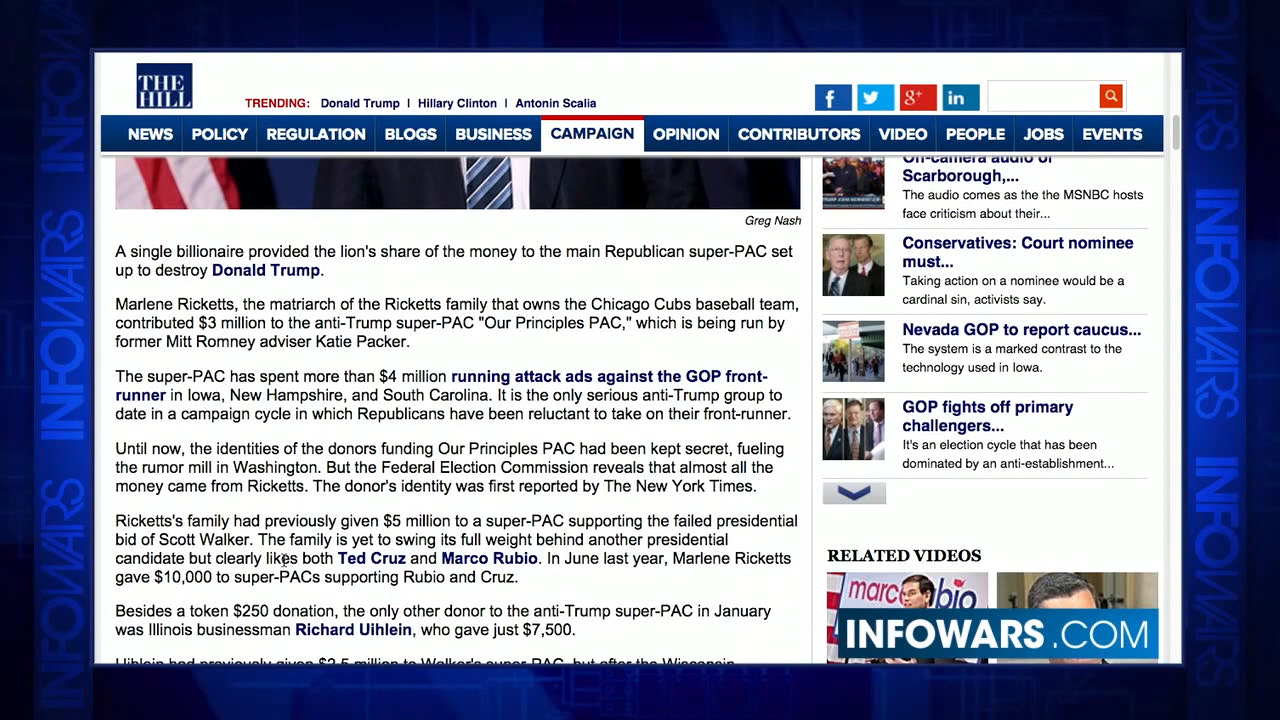 THE
HILL
TRENDING: Donald Trump | Hillary Clinton | Antonin Scalia
f
g+
in
NEWS POLICY REGULATION BLOGS BUSINESS CAMPAIGN OPINION CONTRIBUTORS VIDEO PEOPLE JOBS EVENTS
Greg Nash
A single billionaire provided the lion's share of the money to the main Republican super-PAC set
up to destroy Donald Trump.
Marlene Ricketts, the matriarch of the Ricketts family that owns the Chicago Cubs baseball team,
contributed $3 million to the anti-Trump super-PAC "Our Principles PAC," which is being run by
former Mitt Romney adviser Katie Packer.
The super-PAC has spent more than $4 million running attack ads against the GOP front-
runner in Iowa, New Hampshire, and South Carolina. It is the only serious anti-Trump group to
date in a campaign cycle in which Republicans have been reluctant to take on their front-runner.
Until now, the identities of the donors funding Our Principles PAC had been kept secret, fueling
the rumor mill in Washington. But the Federal Election Commission reveals that almost all the
money came from Ricketts. The donor's identity was first reported by The New York Times.
Ricketts's family had previously given $5 million to a super-PAC supporting the failed presidential
bid of Scott Walker. The family is yet to swing its full weight behind another presidential
candidate but clearly likes both Ted Cruz and Marco Rubio. In June last year, Marlene Ricketts
gave $10,000 to super-PACs supporting Rubio and Cruz.
Besides a token $250 donation, the only other donor to the anti-Trump super-PAC in January
was Illinois businessman Richard Uihlein, who gave just $7,500.
Uihlein had previously given $2.5 million to Walker's super-PAC, but after the Wisconsin
On-camera audio of
Scarborough,...
The audio comes as the the MSNBC hosts
face criticism about their...
Conservatives: Court nominee
must...
Taking action on a nominee would be a
cardinal sin, activists say.
Nevada GOP to report caucus...
The system is a marked contrast to the
technology used in Iowa.
GOP fights off primary
challengers...
It's an election cycle that has been
dominated by an anti-establishment...
RELATED VIDEOS
INFOWARS.COM
INFOWARS
INFOWARS
INFOWARS
INFOWARS